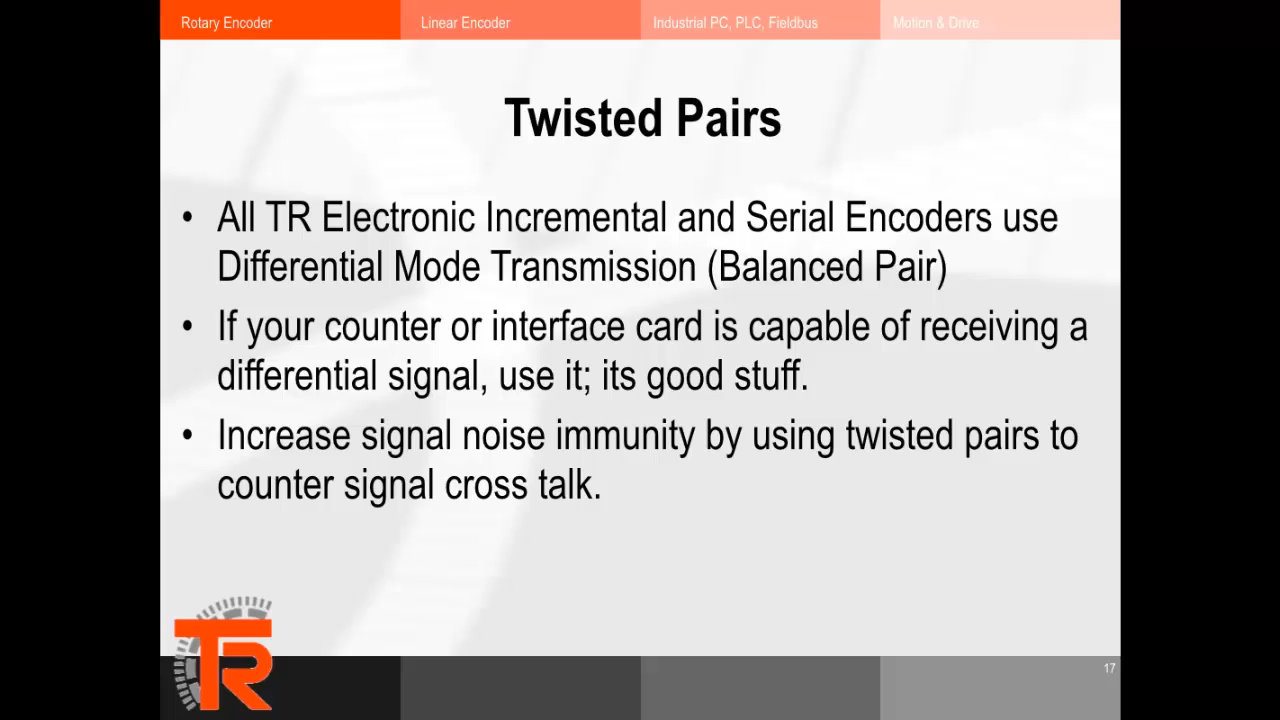 Rotary Encoder
Linear Encoder
Industrial PC, PLC, Fieldbus
Motion & Drive
Twisted Pairs
• All TR Electronic Incremental and Serial Encoders use
Differential Mode Transmission (Balanced Pair)
• If your counter or interface card is capable of receiving a
differential signal, use it; its good stuff.
• Increase signal noise immunity by using twisted pairs to
counter signal cross talk.
TR
17